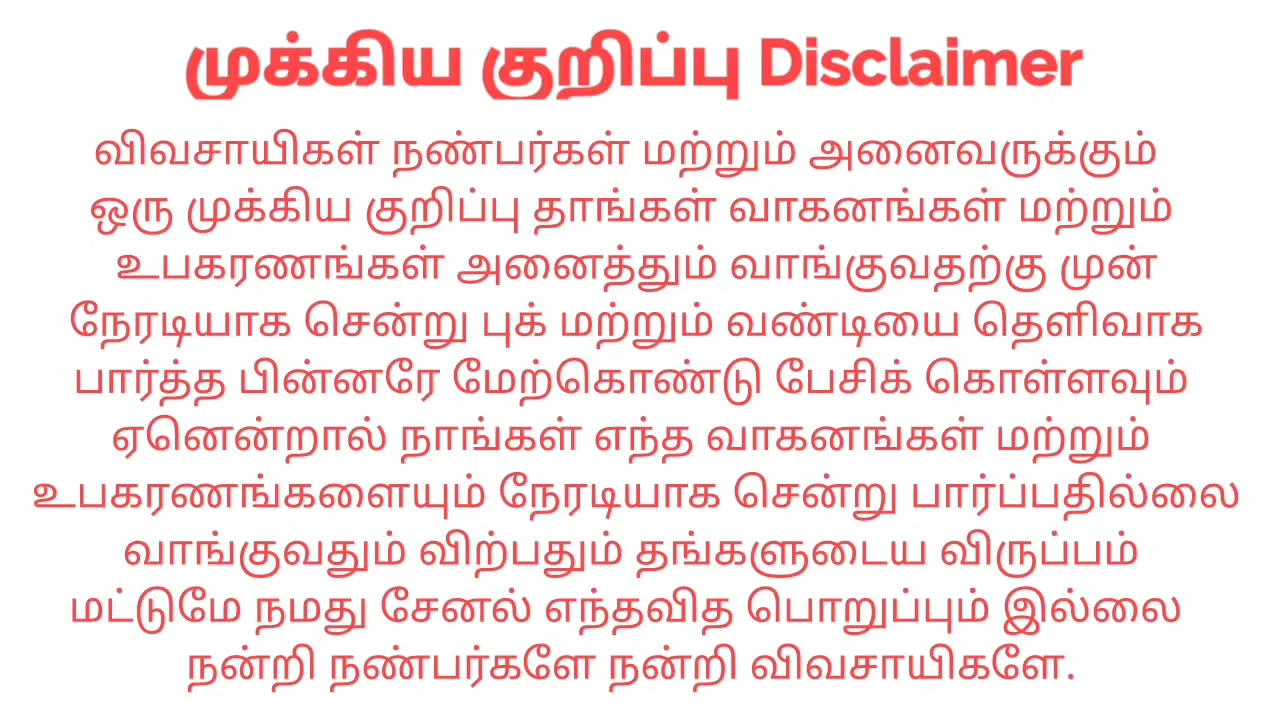 முக்கிய குறிப்பு Disclaimer
விவசாயிகள் நண்பர்கள் மற்றும் அனைவருக்கும்
ஒரு முக்கிய குறிப்பு தாங்கள் வாகனங்கள் மற்றும்
உபகரணங்கள் அனைத்தும் வாங்குவதற்கு முன்
நேரடியாக சென்று புக் மற்றும் வண்டியை தெளிவாக
பார்த்த பின்னரே மேற்கொண்டு பேசிக் கொள்ளவும்
ஏனென்றால் நாங்கள் எந்த வாகனங்கள் மற்றும்
உபகரணங்களையும் நேரடியாக சென்று பார்ப்பதில்லை
வாங்குவதும் விற்பதும் தங்களுடைய விருப்பம்
மட்டுமே நமது சேனல் எந்தவித பொறுப்பும் இல்லை
நன்றி நண்பர்களே நன்றி விவசாயிகளே.